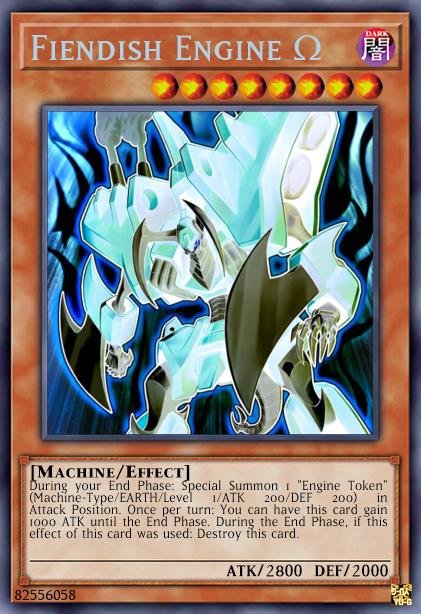 FIENDISH ENGINE Ω
DARK
闇
[MACHINE/EFFECT]
During your End Phase: Special Summon 1 "Engine Token"
(Machine-Type/EARTH/Level 1/ATK 200/DEF 200) in
Attack Position. Once per turn: You can have this card gain
1000 ATK until the End Phase. During the End Phase, if this
effect of this card was used: Destroy this card.
ATK/2800 DEF/2000
82556058